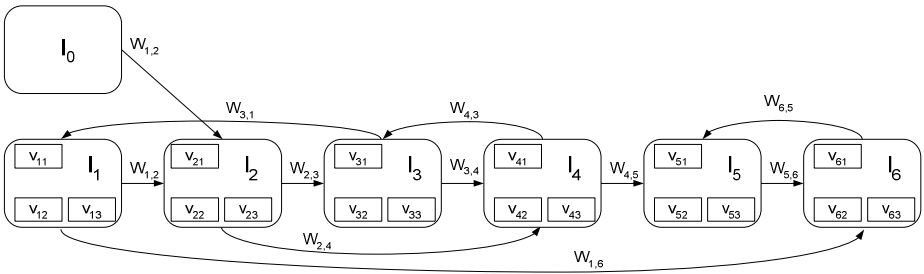 I0
W1,2
W3,1
W4,3
W6,5
v11
I1
v12 v13
W1,2
v21
I2
v22 v23
W2,3
v31
I3
v32 v33
W3,4
v41
I4
v42 v43
W4,5
v51
I5
v52 v53
W5,6
v61
I6
v62 v63
W2,4
W1,6